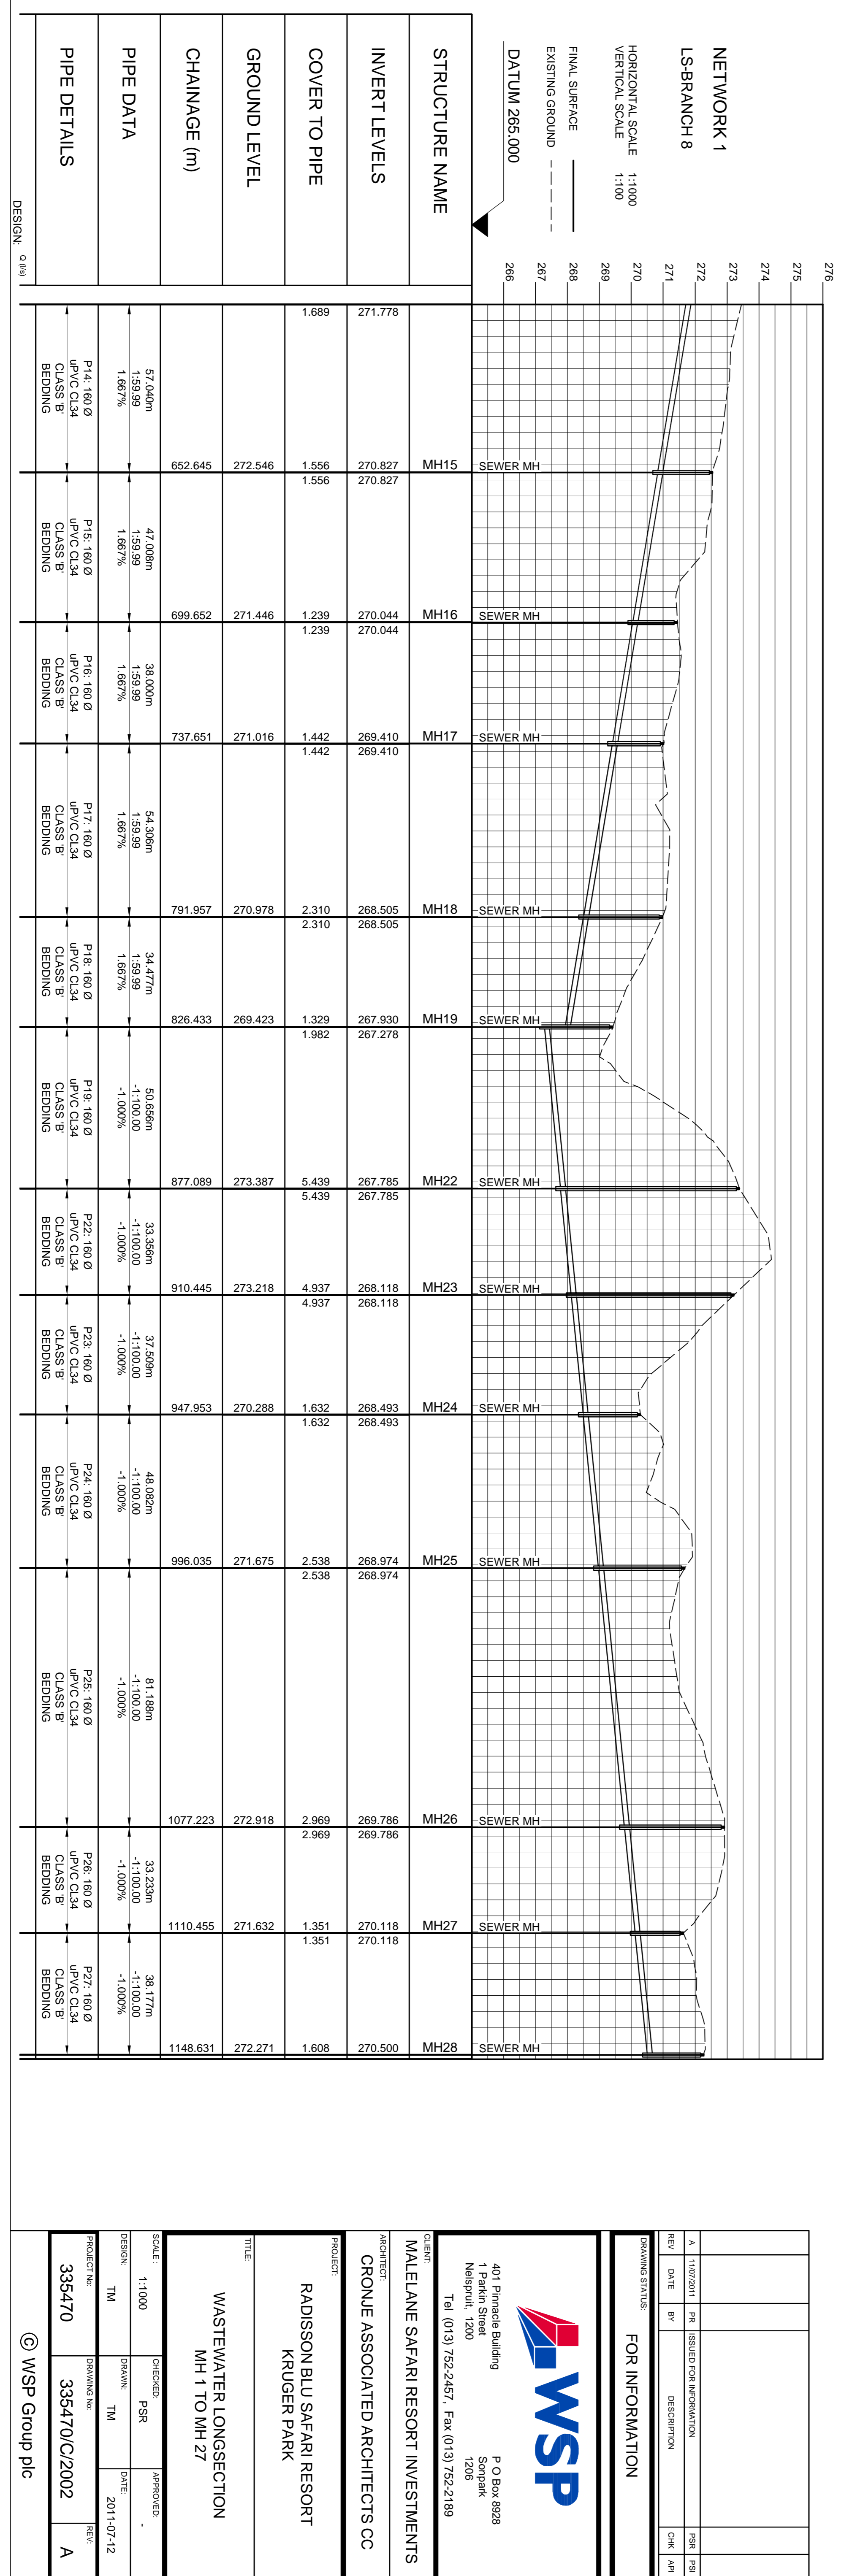 NETWORK 1
LS-BRANCH 8
HORIZONTAL SCALE 1:1000
VERTICAL SCALE 1:100
FINAL SURFACE
EXISTING GROUND
DATUM 265.000
276
275
274
273
272
271
270
269
268
267
266
SEWER MH
SEWER MH
SEWER MH
SEWER MH
SEWER MH
SEWER MH
SEWER MH
SEWER MH
SEWER MH
SEWER MH
SEWER MH
SEWER MH
STRUCTURE NAME
MH15 MH16 MH17 MH18 MH19 MH22 MH23 MH24 MH25 MH26 MH27 MH28
INVERT LEVELS
271.778 270.827 270.827 270.044 270.044 269.410 269.410 268.505 268.505 267.930 267.278 267.785 267.785 268.118 268.118 268.493 268.493 268.974 268.974 269.786 269.786 270.118 270.118 270.500
COVER TO PIPE
1.689 1.556 1.556 1.239 1.239 1.442 1.442 2.310 2.310 1.329 1.982 5.439 5.439 4.937 4.937 1.632 1.632 2.538 2.538 2.969 2.969 1.351 1.351 1.608
GROUND LEVEL
272.546 271.446 271.016 270.978 269.423 273.387 273.218 270.288 271.675 272.918 271.632 272.271
CHAINAGE (m)
652.645 699.652 737.651 791.957 826.433 877.089 910.445 947.953 996.035 1077.223 1110.455 1148.631
PIPE DATA
57.040m
1:59.99
1.667%
47.008m
1:59.99
1.667%
38.000m
1:59.99
1.667%
54.306m
1:59.99
1.667%
34.477m
1:59.99
1.667%
50.656m
-1:100.00
-1.000%
33.356m
-1:100.00
-1.000%
37.509m
-1:100.00
-1.000%
48.082m
-1:100.00
-1.000%
81.188m
-1:100.00
-1.000%
33.233m
-1:100.00
-1.000%
38.177m
-1:100.00
-1.000%
PIPE DETAILS
P14: 160 Ø
uPVC CL34
CLASS 'B'
BEDDING
P15: 160 Ø
uPVC CL34
CLASS 'B'
BEDDING
P16: 160 Ø
uPVC CL34
CLASS 'B'
BEDDING
P17: 160 Ø
uPVC CL34
CLASS 'B'
BEDDING
P18: 160 Ø
uPVC CL34
CLASS 'B'
BEDDING
P19: 160 Ø
uPVC CL34
CLASS 'B'
BEDDING
P22: 160 Ø
uPVC CL34
CLASS 'B'
BEDDING
P23: 160 Ø
uPVC CL34
CLASS 'B'
BEDDING
P24: 160 Ø
uPVC CL34
CLASS 'B'
BEDDING
P25: 160 Ø
uPVC CL34
CLASS 'B'
BEDDING
P26: 160 Ø
uPVC CL34
CLASS 'B'
BEDDING
P27: 160 Ø
uPVC CL34
CLASS 'B'
BEDDING
DESIGN: Q (l/s)
A 11/07/2011 PR ISSUED FOR INFORMATION PSR
REV DATE BY DESCRIPTION CHK
DRAWING STATUS:
FOR INFORMATION
WSP
401 Pinnacle Building P O Box 8928
1 Parkin Street Sonpark
Nelspruit, 1200 1206
Tel (013) 752-2457, Fax (013) 752-2189
CLIENT:
MALELANE SAFARI RESORT INVESTMENTS
ARCHITECT:
CRONJE ASSOCIATED ARCHITECTS CC
PROJECT:
RADISSON BLU SAFARI RESORT
KRUGER PARK
TITLE:
WASTEWATER LONGSECTION
MH 1 TO MH 27
SCALE : CHECKED: APPROVED:
1:1000 PSR -
DESIGN: DRAWN: DATE:
TM TM 2011-07-12
PROJECT No: DRAWING No: REV:
335470 335470/C/2002 A
© WSP Group plc